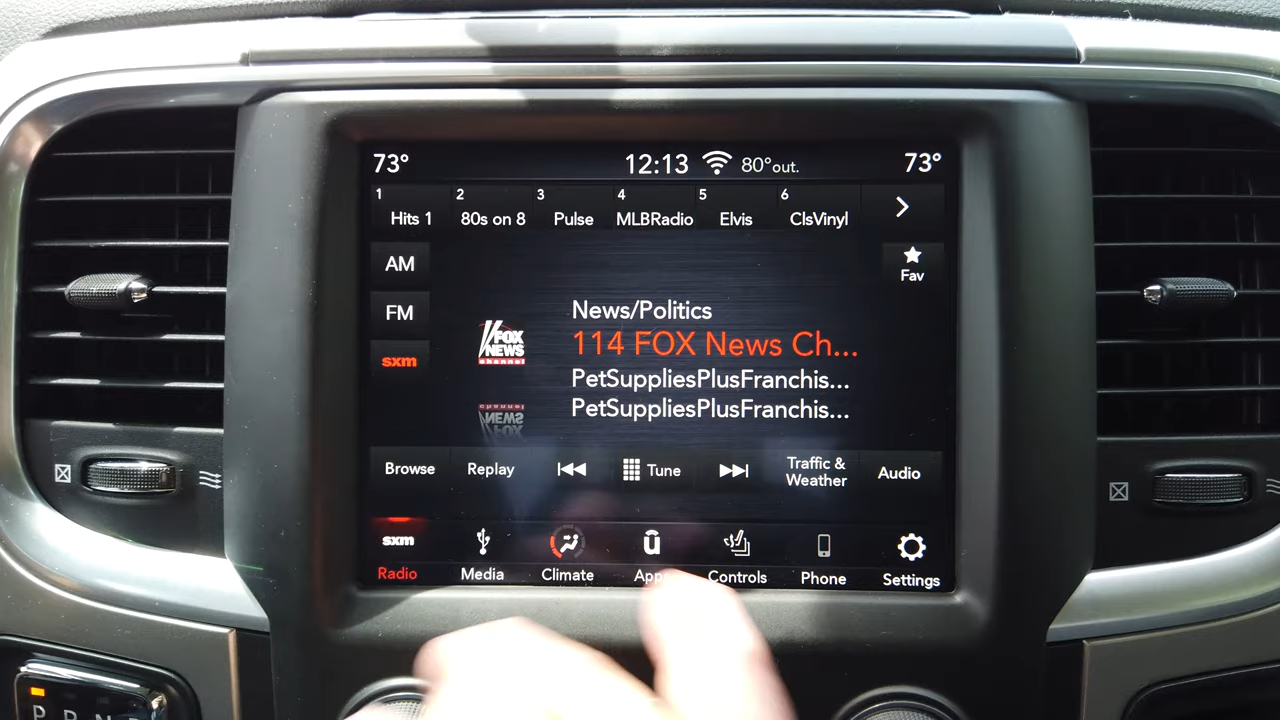 73° 12:13 80°out. 73°
1 2 3 4 5 6
Hits 1 80s on 8 Pulse MLBRadio Elvis ClsVinyl
AM
Fav
FM
sxm
FOX
NEWS
channel
News/Politics
114 FOX News Ch...
PetSuppliesPlusFranchis...
PetSuppliesPlusFranchis...
Browse Replay Tune Traffic &
Weather Audio
sxm
Radio Media Climate App Controls Phone Settings
P R N D